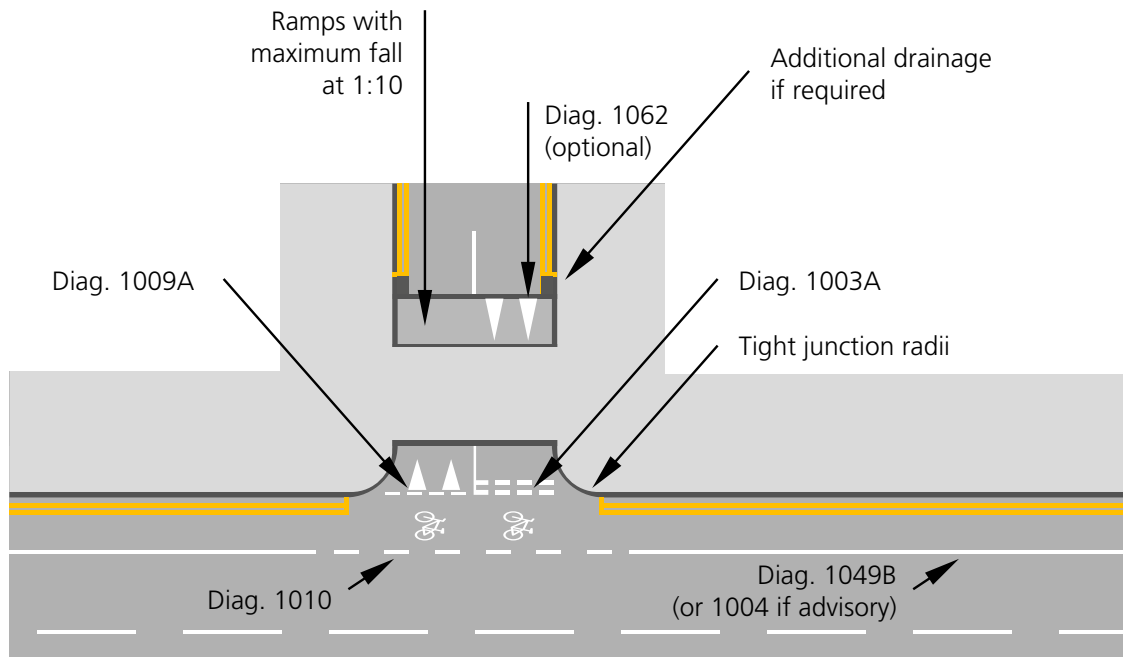 Ramps with
maximum fall
at 1:10
Additional drainage
if required
Diag. 1062
(optional)
Diag. 1009A
Diag. 1003A
Tight junction radii
Diag. 1010
Diag. 1049B
(or 1004 if advisory)